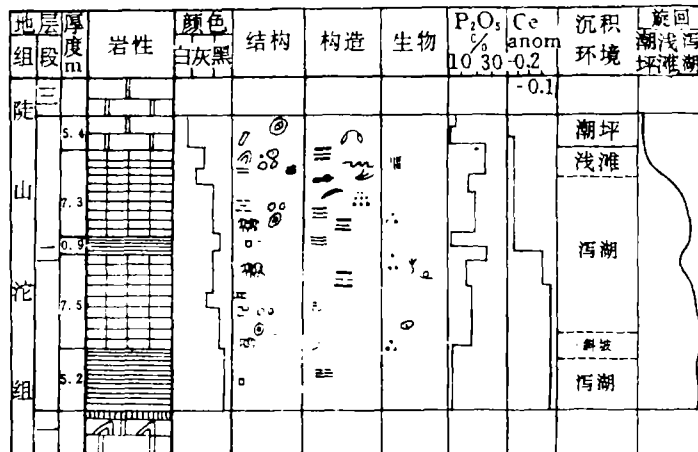 地层 厚度m 岩性 颜色 结构 构造 生物 P₂O₅ % Ce anom 沉积环境 旋回
组 段 白灰黑 10 30 -0.2 -0.1 潮坪 浅滩 泻湖
陡山沱组
三
二
一
5.4
7.3
0.9
7.5
5.2
潮坪
浅滩
泻湖
斜坡
泻湖